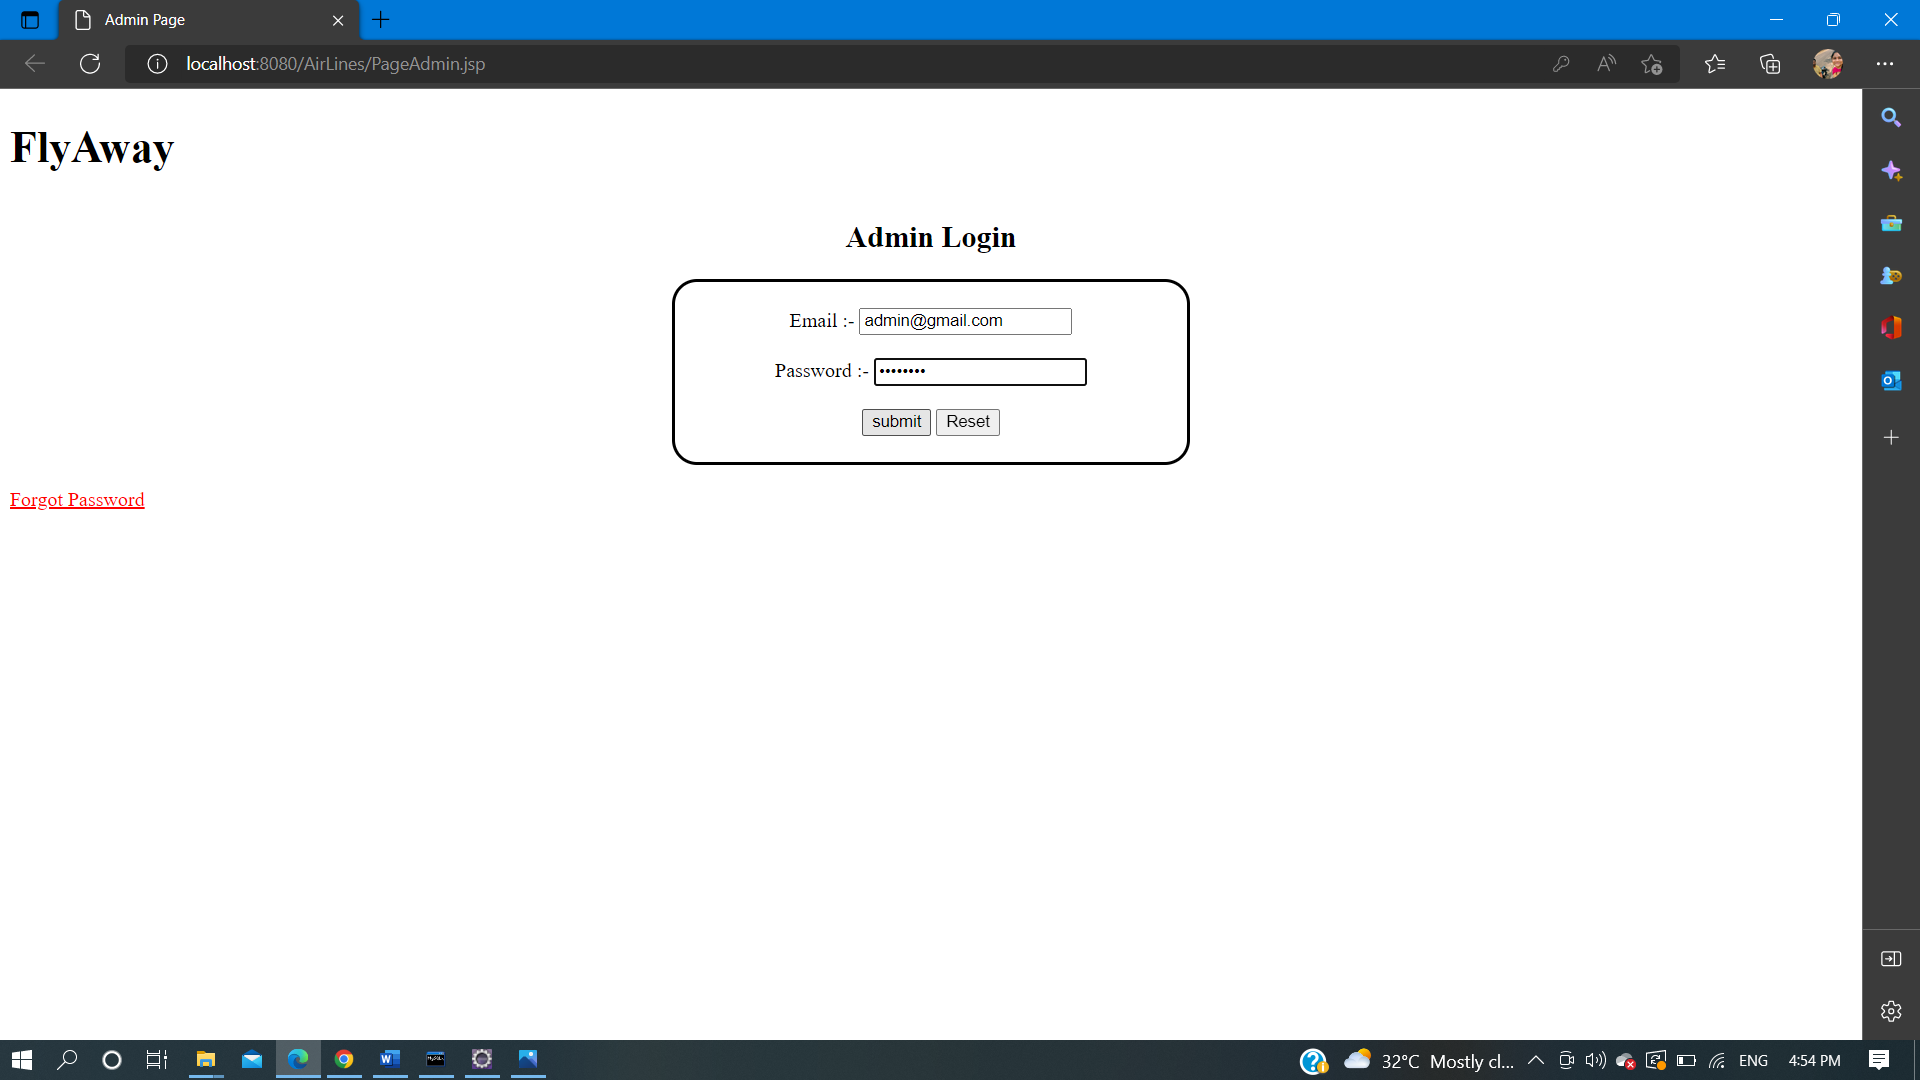 Admin Page
localhost:8080/AirLines/PageAdmin.jsp
FlyAway
Admin Login
Email :- admin@gmail.com
Password :- ••••••••
submit Reset
Forgot Password
32°C Mostly cl... ENG 4:54 PM